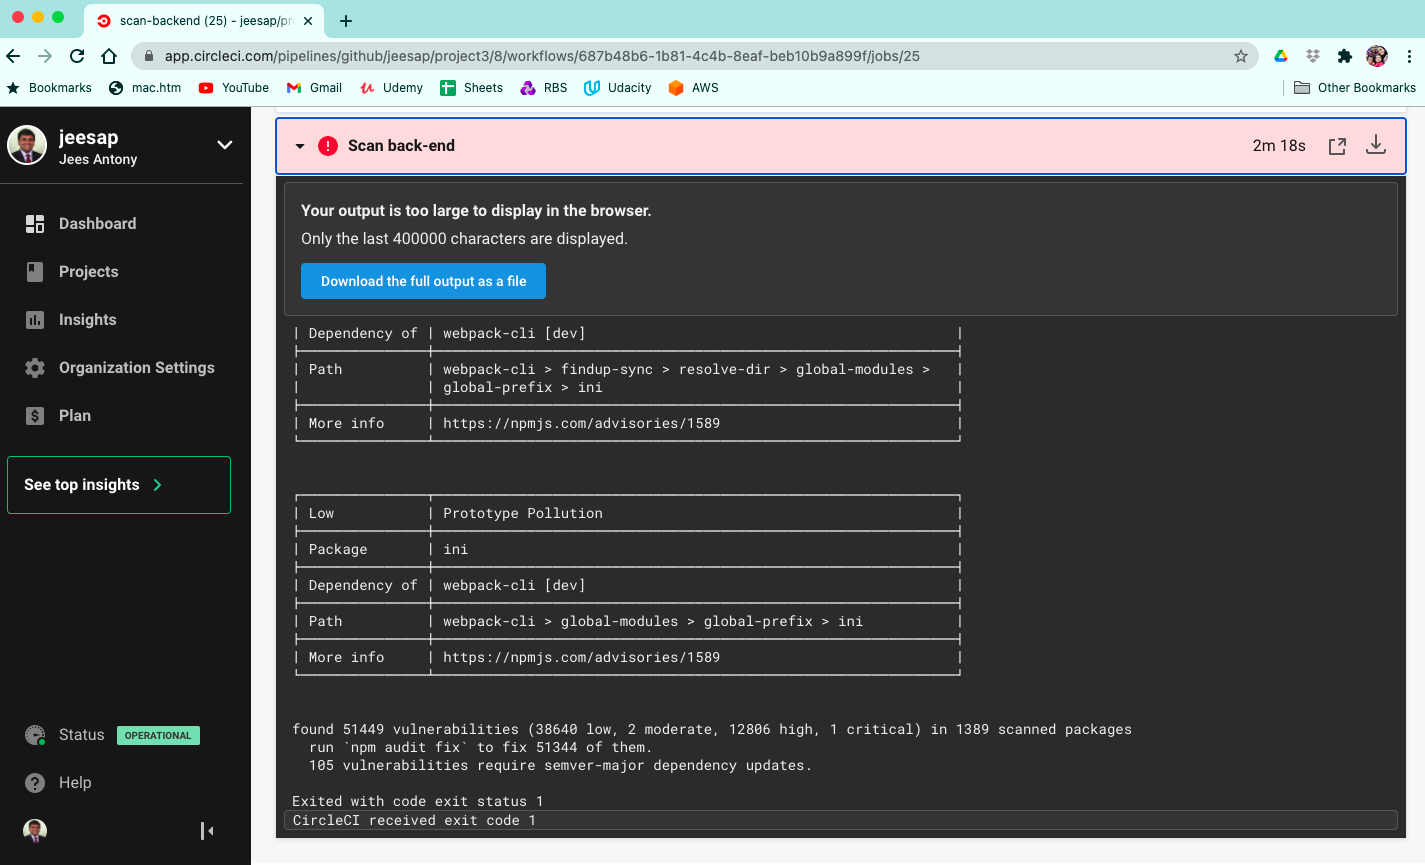 scan-backend (25) - jeesap/pr
app.circleci.com/pipelines/github/jeesap/project3/8/workflows/687b48b6-1b81-4c4b-8eaf-beb10b9a899f/jobs/25
Bookmarks mac.htm YouTube Gmail Udemy Sheets RBS Udacity AWS Other Bookmarks
jeesap
Jees Antony
Dashboard
Projects
Insights
Organization Settings
Plan
See top insights
Status OPERATIONAL
Help
Scan back-end 2m 18s
Your output is too large to display in the browser.
Only the last 400000 characters are displayed.
Download the full output as a file
| Dependency of | webpack-cli [dev] |
| Path | webpack-cli > findup-sync > resolve-dir > global-modules > |
| | global-prefix > ini |
| More info | https://npmjs.com/advisories/1589 |
| Low | Prototype Pollution |
| Package | ini |
| Dependency of | webpack-cli [dev] |
| Path | webpack-cli > global-modules > global-prefix > ini |
| More info | https://npmjs.com/advisories/1589 |
found 51449 vulnerabilities (38640 low, 2 moderate, 12806 high, 1 critical) in 1389 scanned packages
run `npm audit fix` to fix 51344 of them.
105 vulnerabilities require semver-major dependency updates.
Exited with code exit status 1
CircleCI received exit code 1